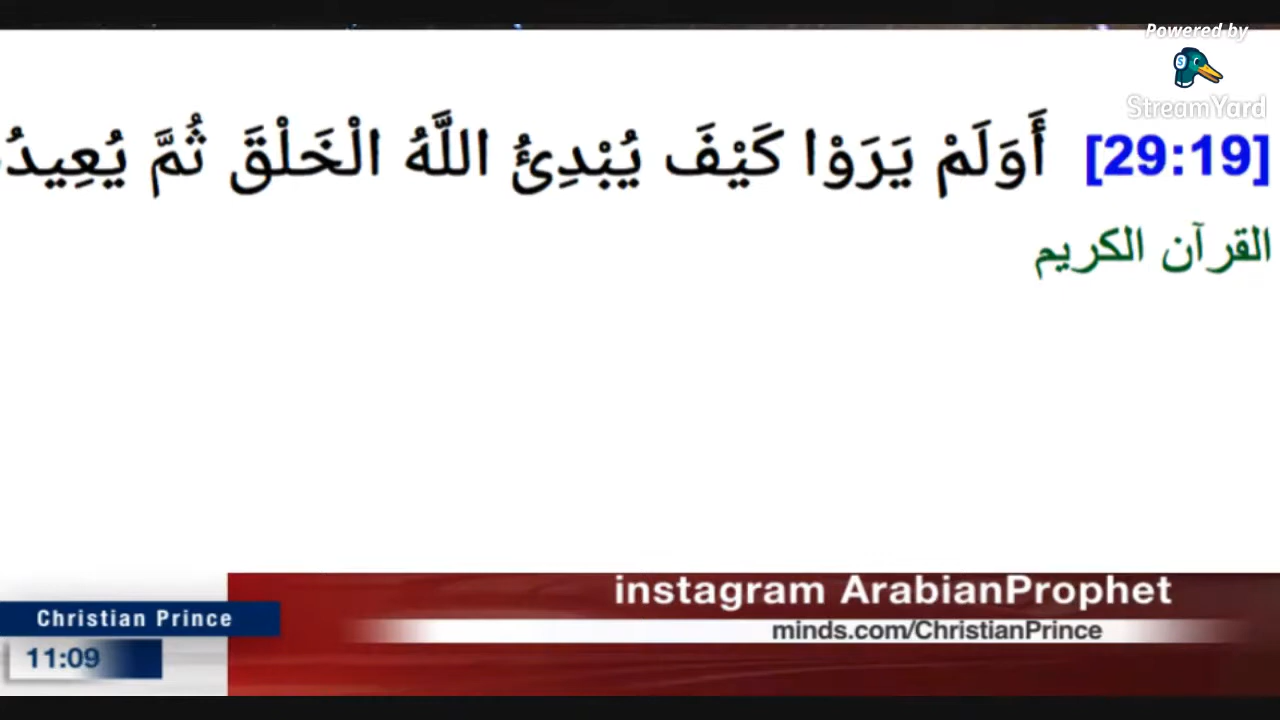 Powered by
StreamYard
[29:19] أَوَلَمْ يَرَوْا كَيْفَ يُبْدِئُ اللَّهُ الْخَلْقَ ثُمَّ يُعِيدُ
القرآن الكريم
instagram ArabianProphet
Christian Prince
minds.com/ChristianPrince
11:09